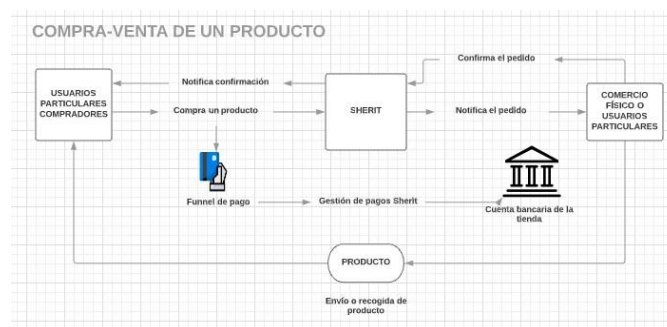 COMPRA-VENTA DE UN PRODUCTO
Confirma el pedido
Notifica confirmación
USUARIOS
PARTICULARES
COMPRADORES
Compra un producto
SHERIT
Notifica el pedido
COMERCIO
FÍSICO O
USUARIOS
PARTICULARES
Funnel de pago
Gestión de pagos Sherit
Cuenta bancaria de la
tienda
PRODUCTO
Envío o recogida de
producto